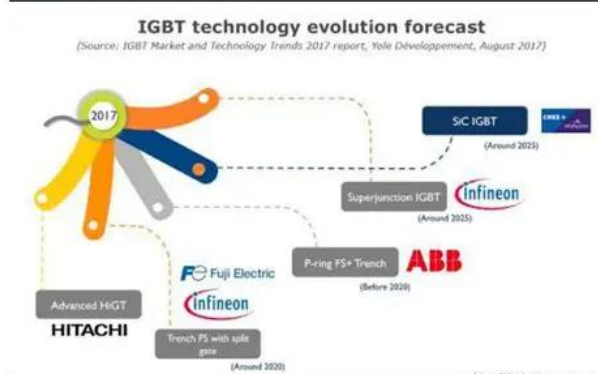 IGBT technology evolution forecast
(Source: IGBT Market and Technology Trends 2017 report, Yole Développement, August 2017)
2017
SiC IGBT
CREE
(Around 2025)
Superjunction IGBT
infineon
(Around 2025)
P-ring FS+ Trench
ABB
(Before 2020)
Fe Fuji Electric
infineon
Advanced HiGT
HITACHI
Trench FS with split
gate
(Around 2020)